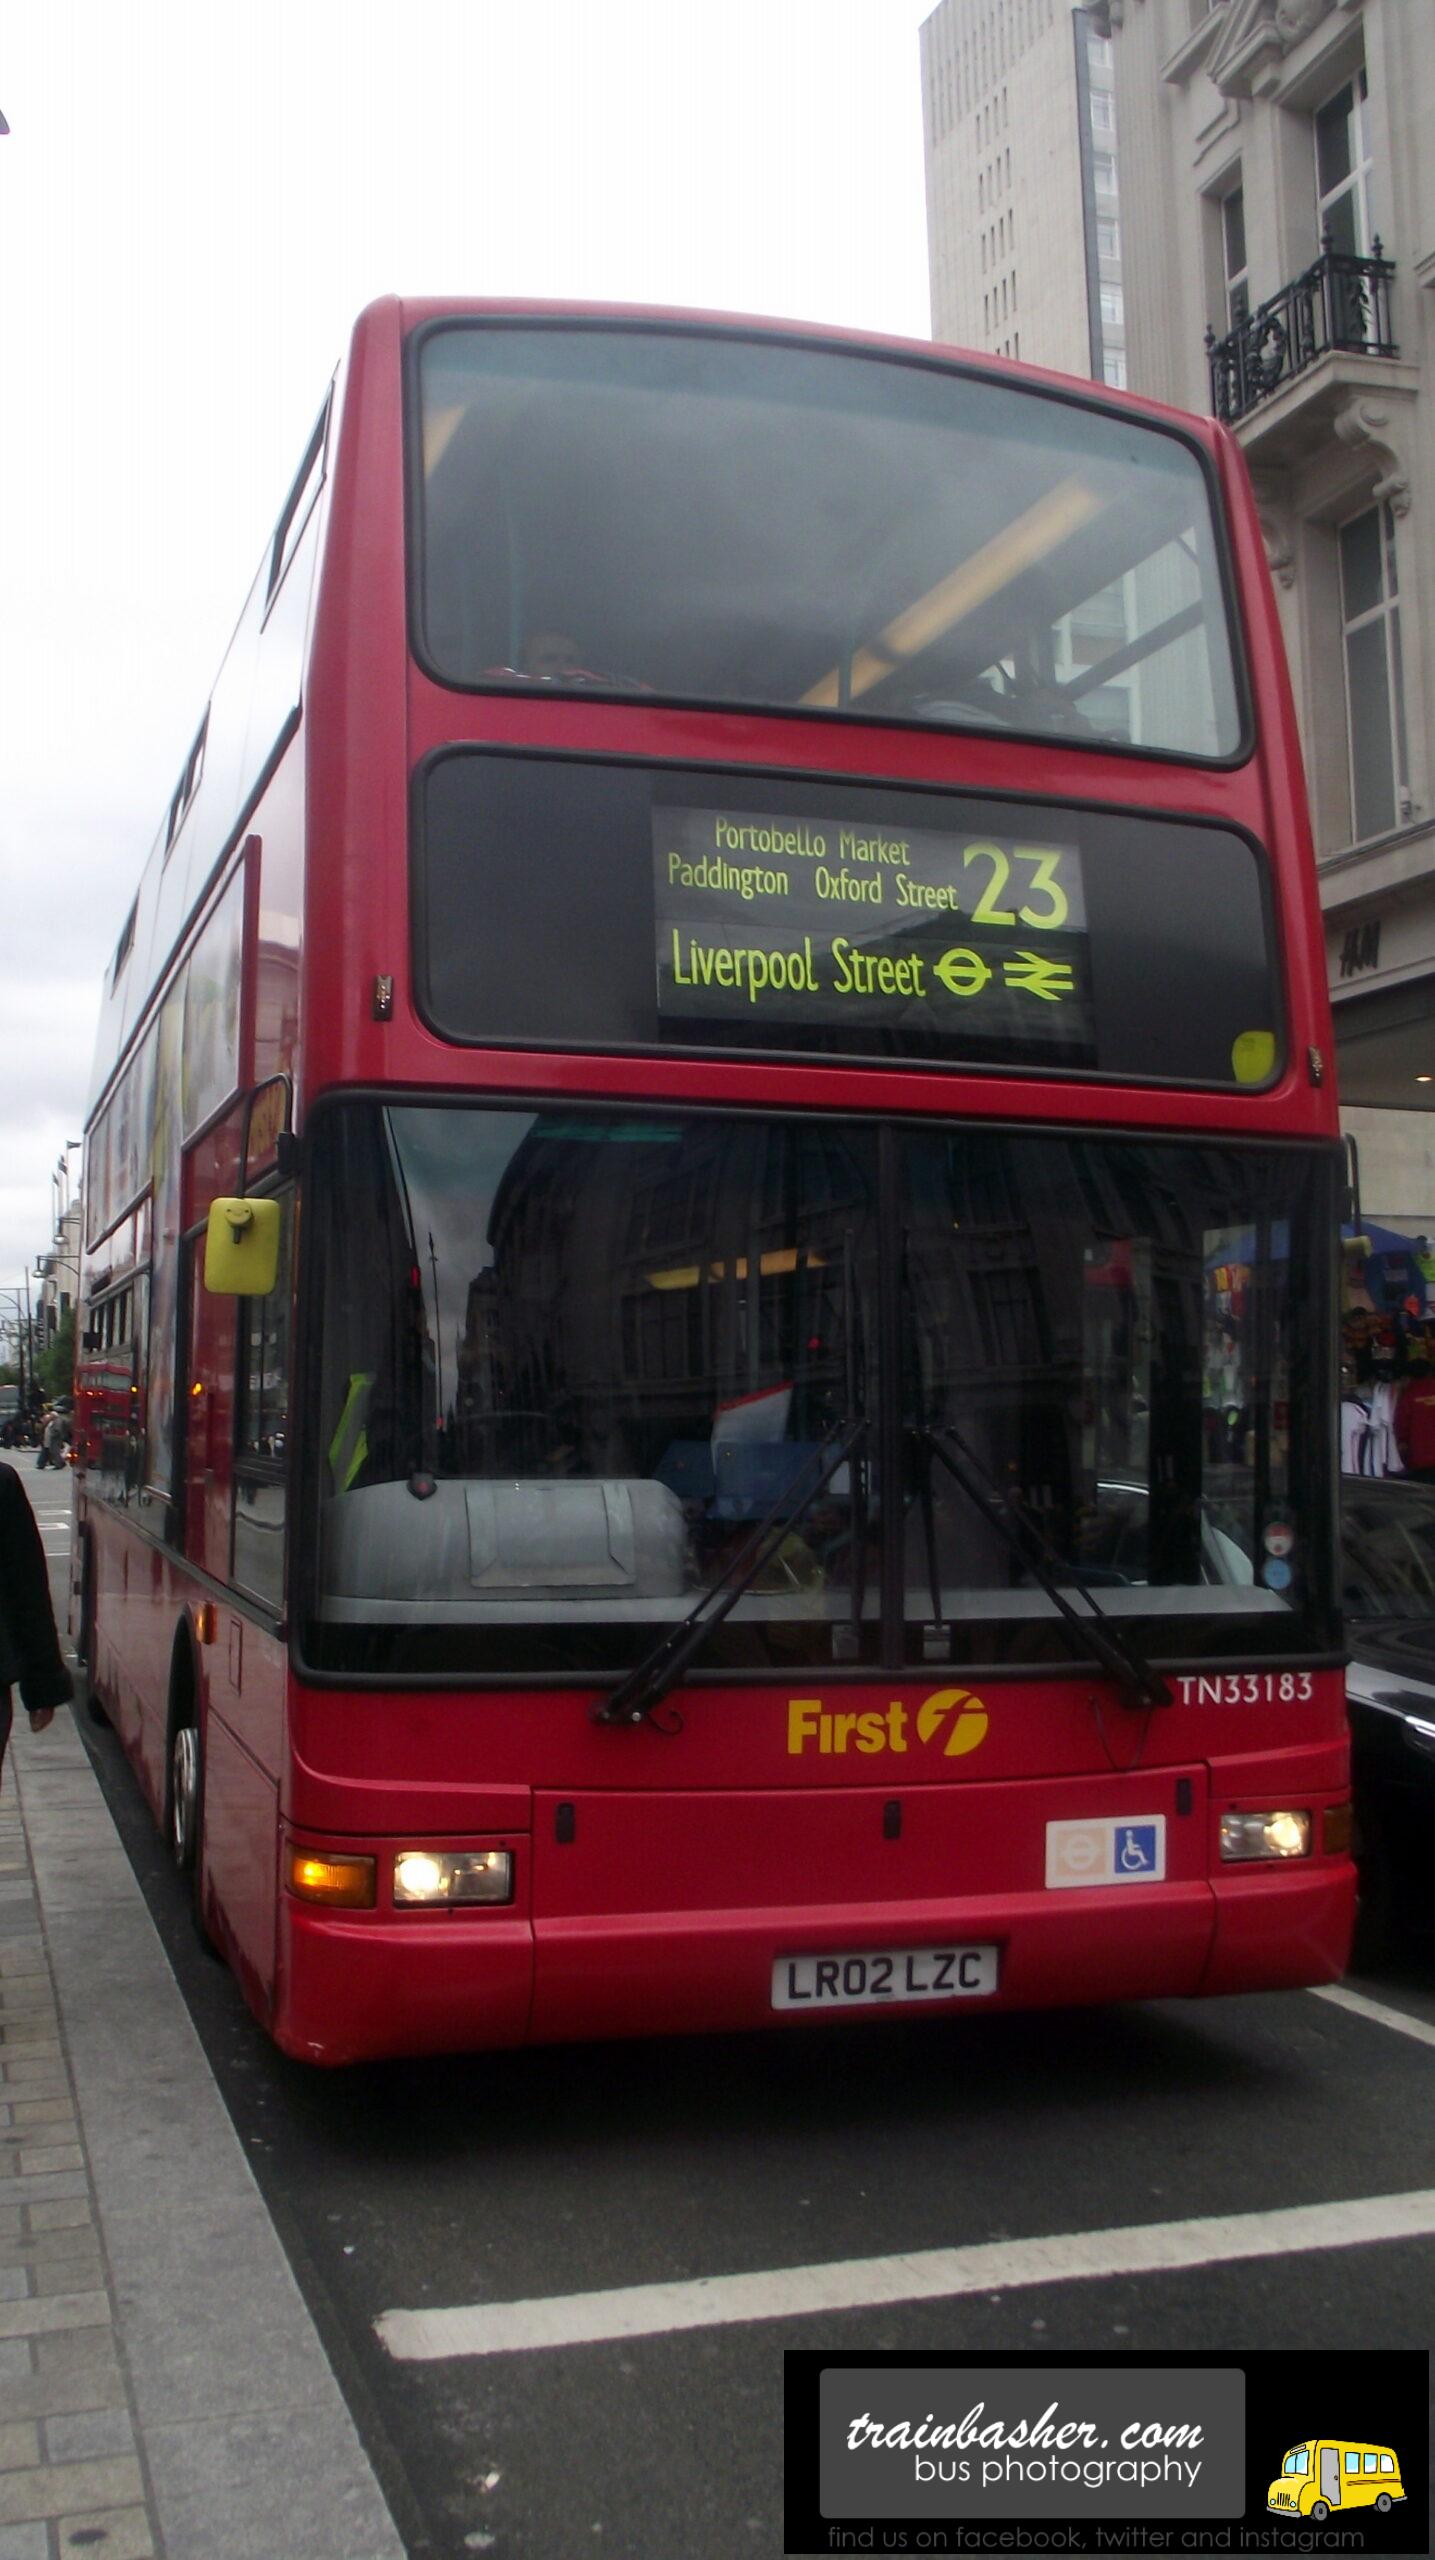 Portobello Market
Paddington Oxford Street
23
Liverpool Street
H&M
TN33183
First
LR02 LZC
trainbasher.com
bus photography
find us on facebook, twitter and instagram